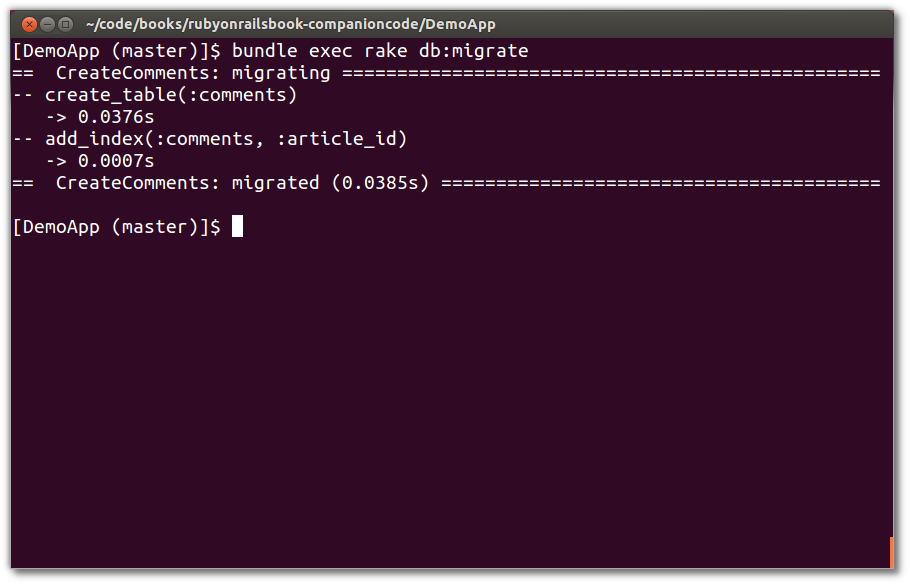 ~/code/books/rubyonrailsbook-companioncode/DemoApp
[DemoApp (master)]$ bundle exec rake db:migrate
==  CreateComments: migrating =================================================
-- create_table(:comments)
   -> 0.0376s
-- add_index(:comments, :article_id)
   -> 0.0007s
==  CreateComments: migrated (0.0385s) ========================================

[DemoApp (master)]$